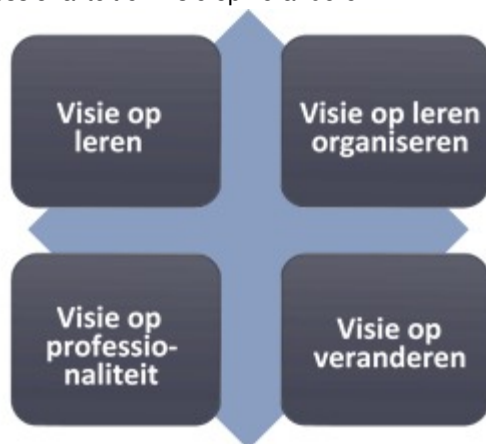 Visie op
leren
Visie op leren
organiseren
Visie op
professio-
naliteit
Visie op
veranderen